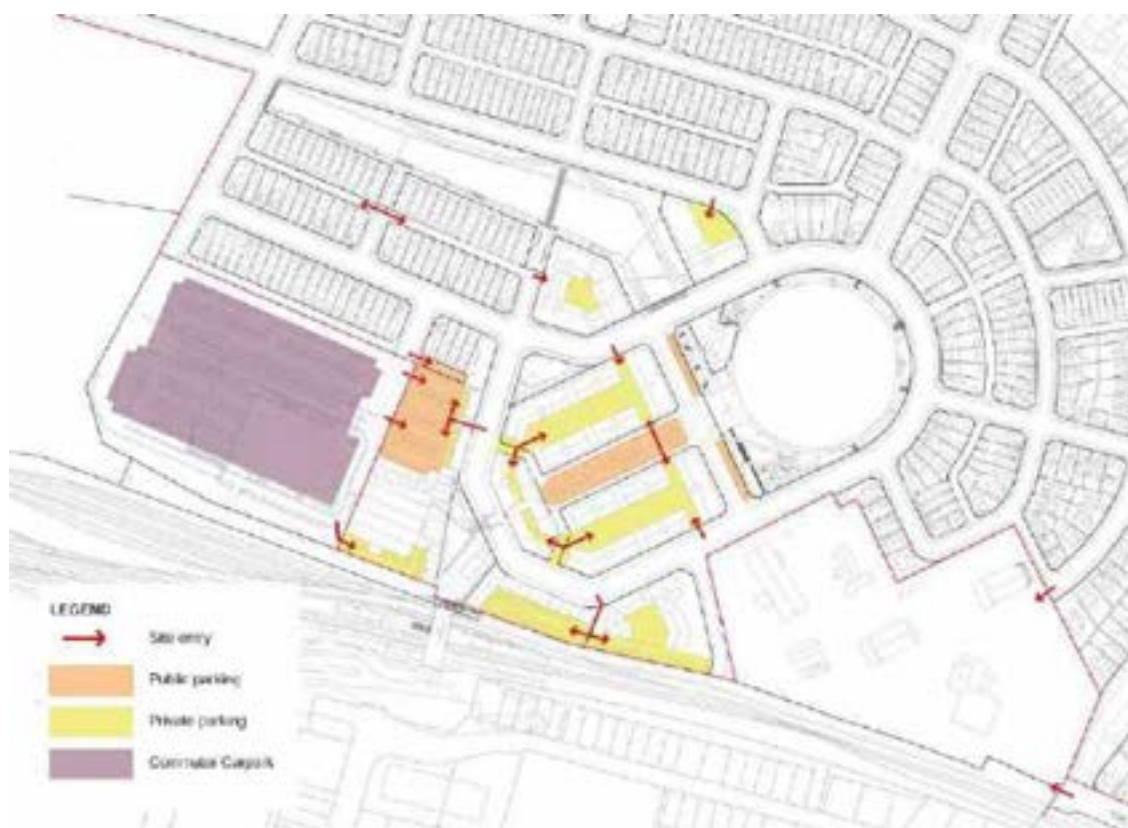 LEGEND
Site entry
Public parking
Private parking
Commuter Carpark